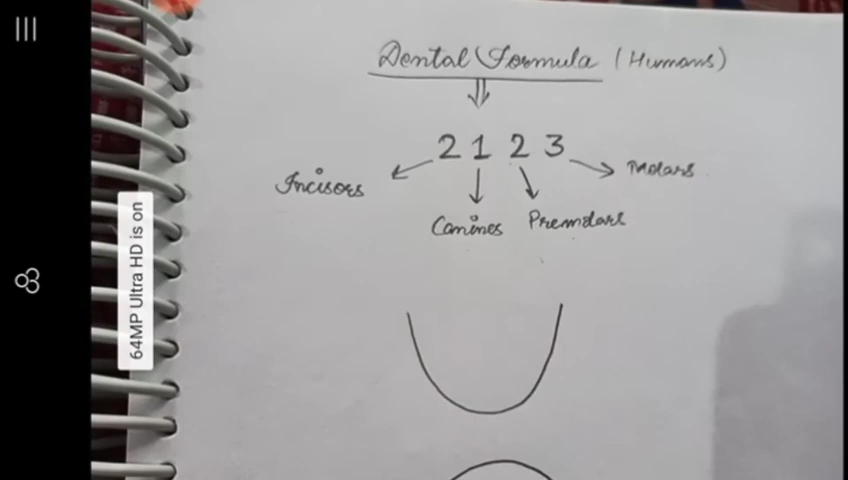 Dental Formula (Humans)
2 1 2 3
Incisors
Canines
Premolars
Molars
64MP Ultra HD is on